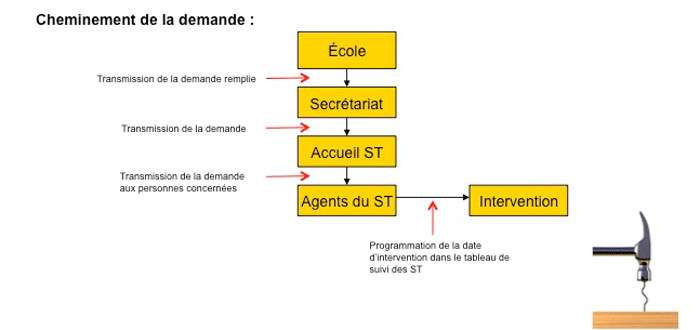 Cheminement de la demande :
École
Transmission de la demande remplie
Secrétariat
Transmission de la demande
Accueil ST
Transmission de la demande
aux personnes concernées
Agents du ST
Intervention
Programmation de la date
d'intervention dans le tableau de
suivi des ST